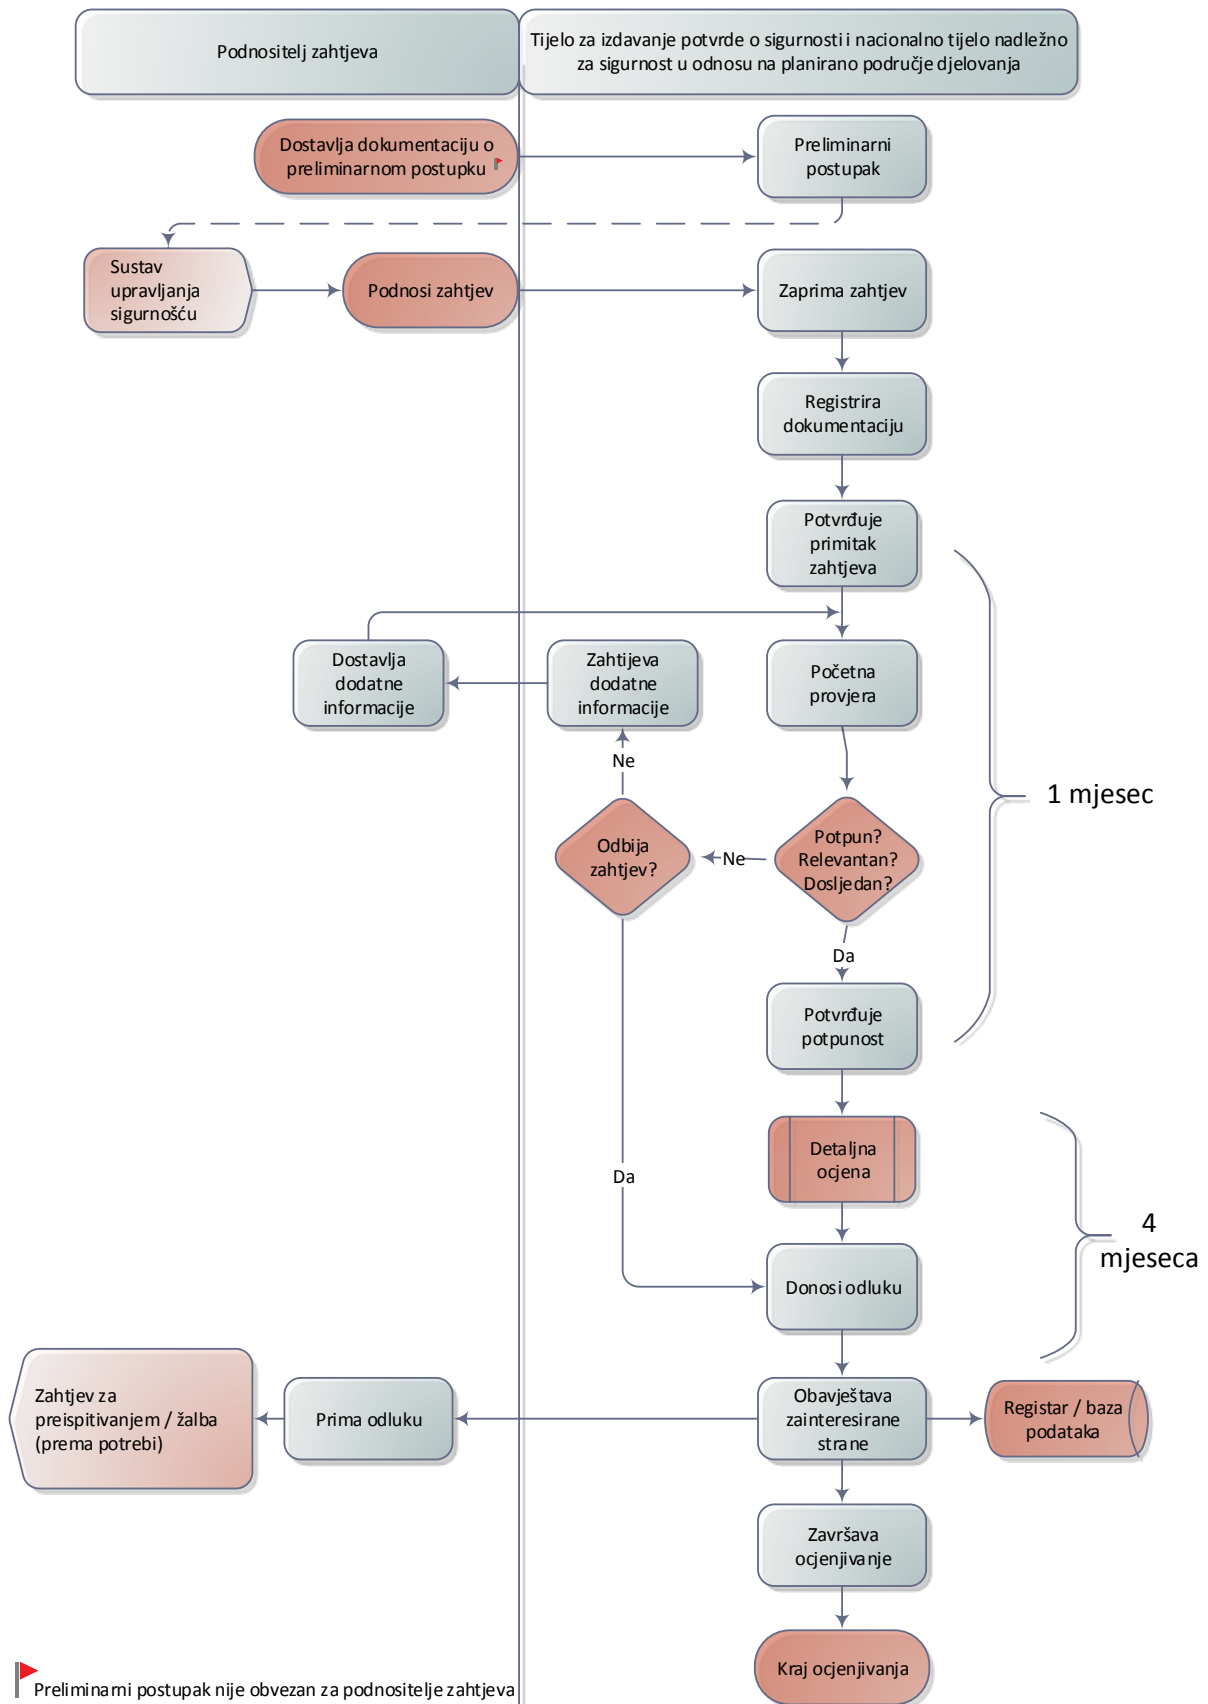 Podnositelj zahtjeva
Tijelo za izdavanje potvrde o sigurnosti i nacionalno tijelo nadležno
za sigurnost u odnosu na planirano područje djelovanja
Dostavlja dokumentaciju o
preliminarnom postupku
Preliminarni
postupak
Sustav
upravljanja
sigurnošću
Podnosi zahtjev
Zaprima zahtjev
Registrira
dokumentaciju
Potvrđuje
primitak
zahtjeva
Dostavlja
dodatne
informacije
Zahtijeva
dodatne
informacije
Početna
provjera
Ne
1 mjesec
Odbija
zahtjev?
Ne
Potpun?
Relevantan?
Dosljedan?
Da
Potvrđuje
potpunost
Detaljna
ocjena
Da
4
mjeseca
Donosi odluku
Zahtjev za
preispitivanjem / žalba
(prema potrebi)
Prima odluku
Obavještava
zainteresirane
strane
Registar / baza
podataka
Završava
ocjenjivanje
Kraj ocjenjivanja
Preliminarni postupak nije obvezan za podnositelje zahtjeva